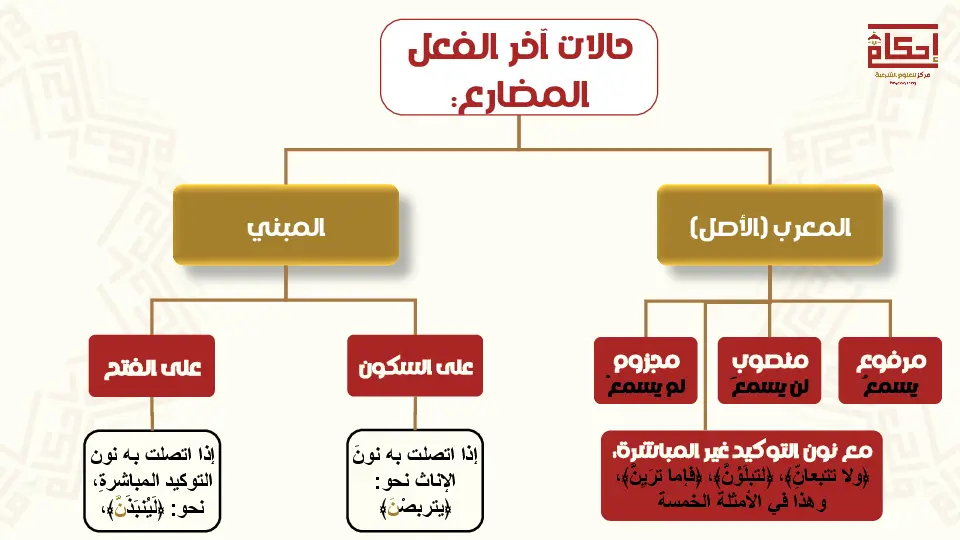 حالات آخر الفعل
المضارع:
إحكام
مركز للعلوم الشرعية
المعرب (الأصل)
المبني
مرفوع
يسمعُ
منصوب
لن يسمعَ
مجزوم
لم يسمعْ
مع نون التوكيد غير المباشرة:
﴿ولا تتبعانِّ﴾، ﴿لتبلَوُنَّ﴾، ﴿فإما ترَيِنَّ﴾،
وهذا في الأمثلة الخمسة
على السكون
إذا اتصلت به نونَ
الإناث نحو:
﴿يتربصْنَ﴾
على الفتح
إذا اتصلت به نون
التوكيد المباشرةِ،
نحو: ﴿لَيُنبَذَنَّ﴾،